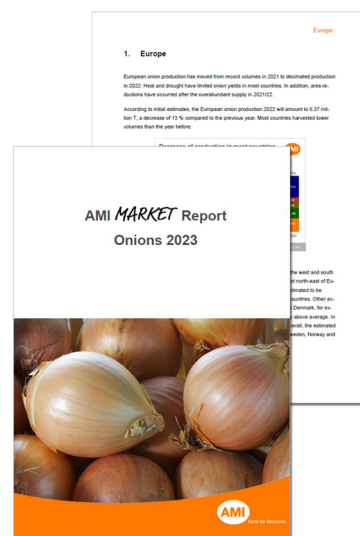 Europe
1. Europe
European onion production has moved from record volumes in 2021 to decimated production
in 2022. Heat and drought have limited onion yields in most countries. In addition, area re-
ductions have occurred after the overabundant supply in 2021/22.
According to initial estimates, the European onion production 2022 will amount to 6.37 mil-
lion T, a decrease of 13 % compared to the previous year. Most countries harvested lower
volumes than the year before.
Decrease of production in most countries
AMI
the west and south
d north-east of Eu-
timated to be
ountries. Other ex-
Denmark, for ex-
above average. In
verall, the estimated
weden, Norway and
AMI MARKET Report
Onions 2023
AMI
Facts for Decisions.